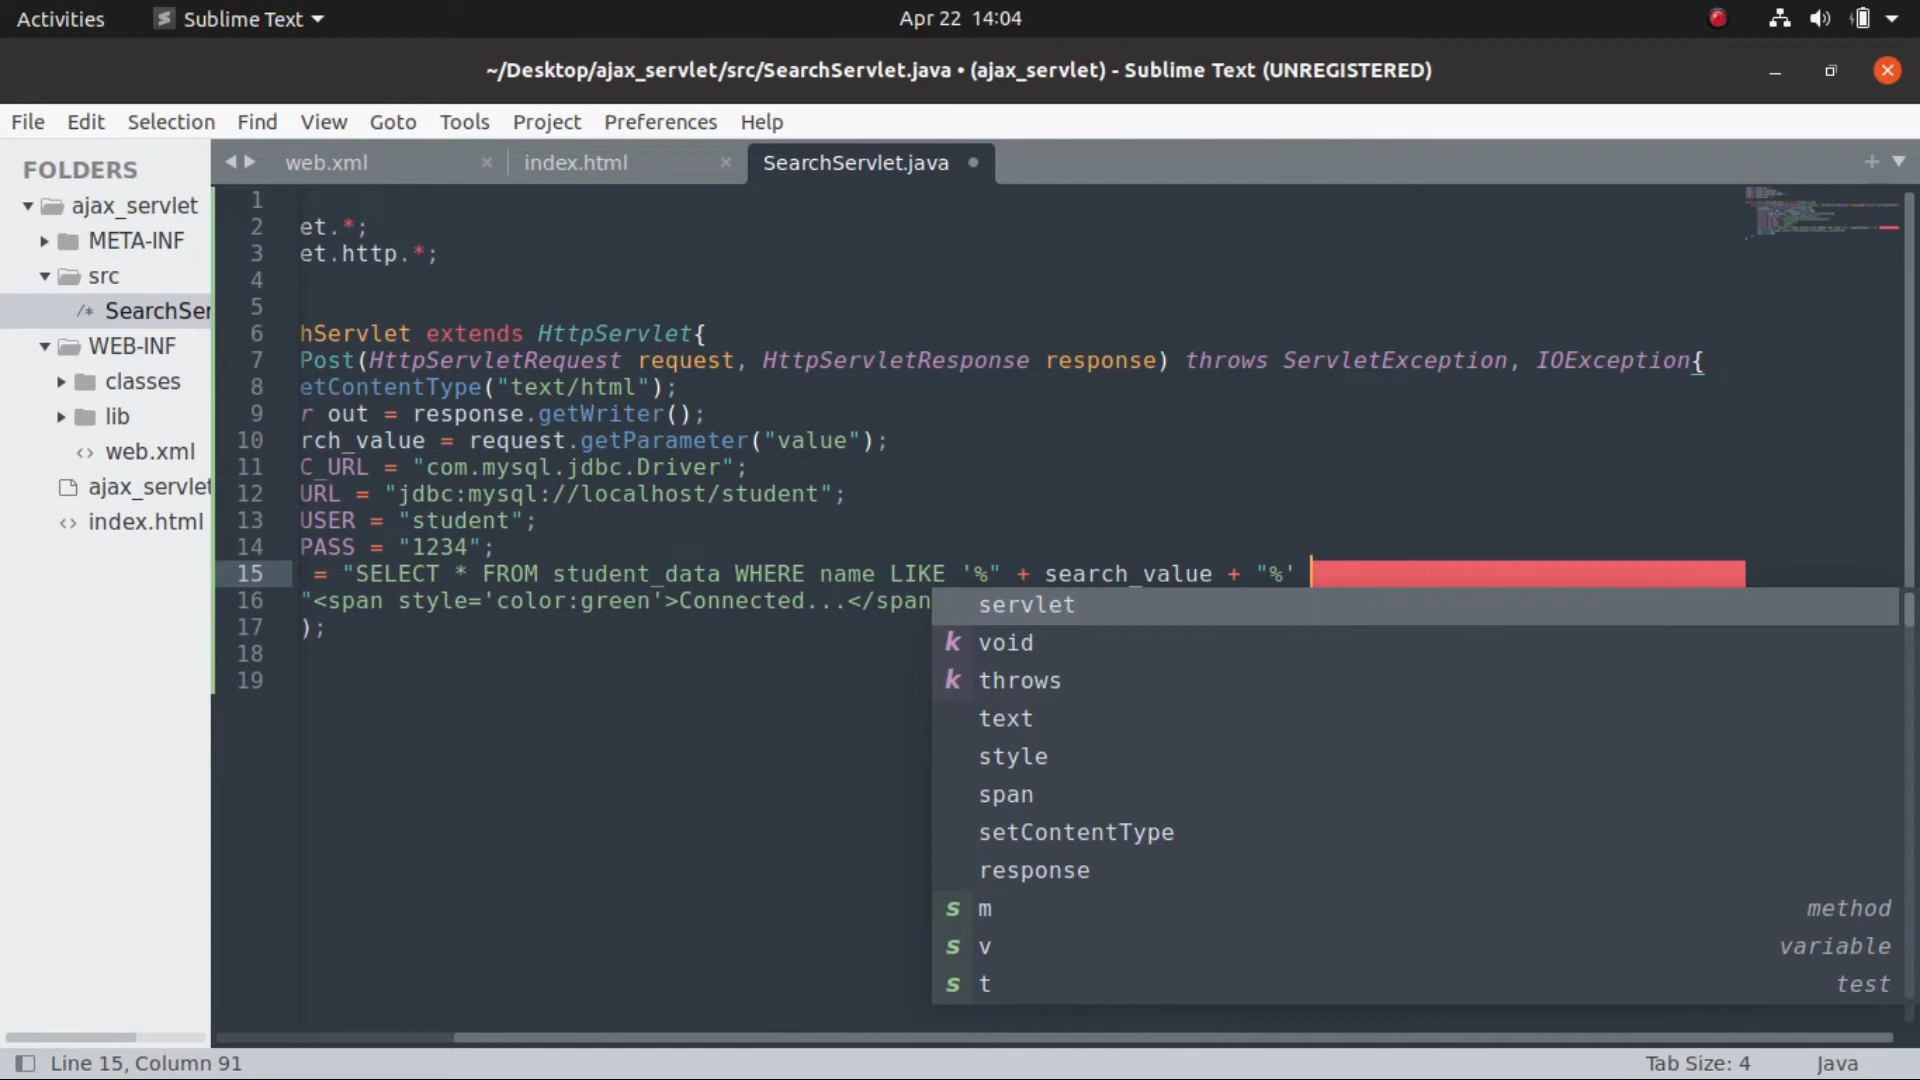 Activities Sublime Text Apr 22 14:04
~/Desktop/ajax_servlet/src/SearchServlet.java • (ajax_servlet) - Sublime Text (UNREGISTERED)
File Edit Selection Find View Goto Tools Project Preferences Help
FOLDERS
ajax_servlet
META-INF
src
/* SearchSer
WEB-INF
classes
lib
<> web.xml
ajax_servlet
<> index.html
web.xml × index.html × SearchServlet.java •
1
2 et.*;
3 et.http.*;
4
5
6 hServlet extends HttpServlet{
7 Post(HttpServletRequest request, HttpServletResponse response) throws ServletException, IOException{
8 etContentType("text/html");
9 r out = response.getWriter();
10 rch_value = request.getParameter("value");
11 C_URL = "com.mysql.jdbc.Driver";
12 URL = "jdbc:mysql://localhost/student";
13 USER = "student";
14 PASS = "1234";
15 = "SELECT * FROM student_data WHERE name LIKE '%" + search_value + "%'
16 "<span style='color:green'>Connected...</span
17 );
18
19
servlet
k void
k throws
text
style
span
setContentType
response
s m method
s v variable
s t test
Line 15, Column 91 Tab Size: 4 Java